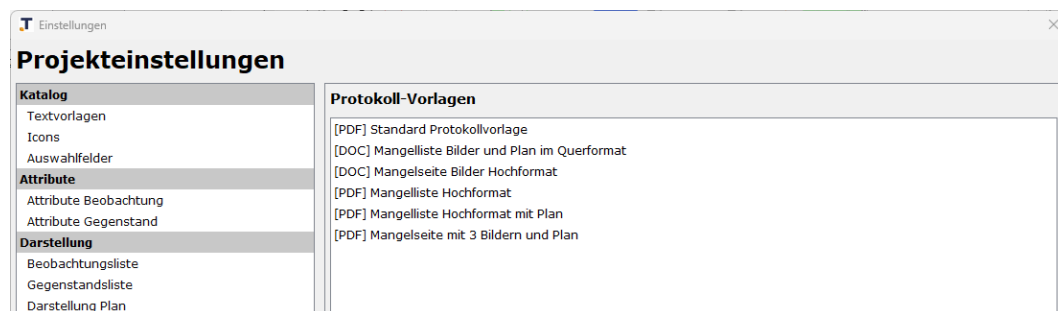 Einstellungen
Projekteinstellungen
Katalog
Textvorlagen
Icons
Auswahlfelder
Attribute
Attribute Beobachtung
Attribute Gegenstand
Darstellung
Beobachtungsliste
Gegenstandsliste
Darstellung Plan
Protokoll-Vorlagen
[PDF] Standard Protokollvorlage
[DOC] Mangelliste Bilder und Plan im Querformat
[DOC] Mangelseite Bilder Hochformat
[PDF] Mangelliste Hochformat
[PDF] Mangelliste Hochformat mit Plan
[PDF] Mangelseite mit 3 Bildern und Plan